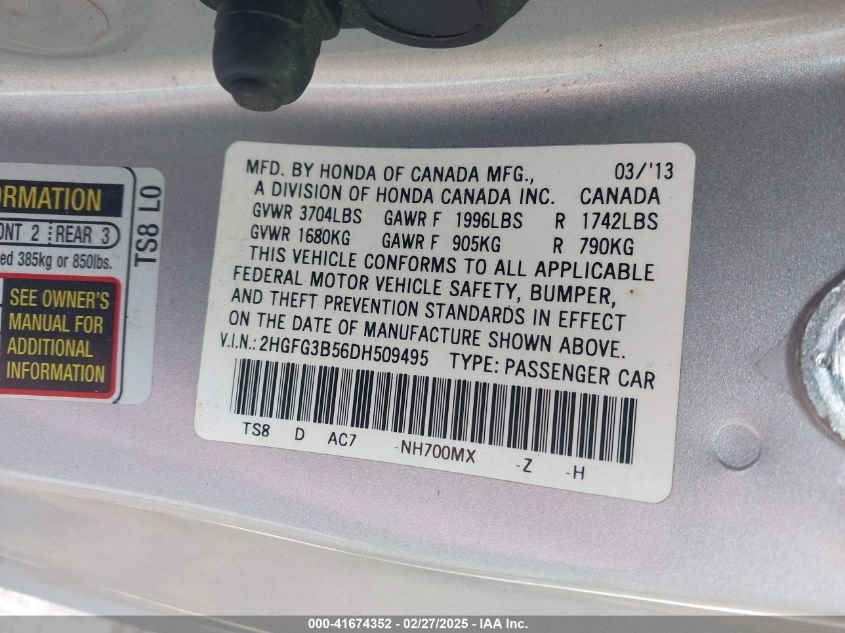 ORMATION
ONT 2 REAR 3
ed 385kg or 850lbs.
SEE OWNER'S
MANUAL FOR
ADDITIONAL
INFORMATION
TS8 L0
MFD. BY HONDA OF CANADA MFG., 03/'13
A DIVISION OF HONDA CANADA INC. CANADA
GVWR 3704LBS GAWR F 1996LBS R 1742LBS
GVWR 1680KG GAWR F 905KG R 790KG
THIS VEHICLE CONFORMS TO ALL APPLICABLE
FEDERAL MOTOR VEHICLE SAFETY, BUMPER,
AND THEFT PREVENTION STANDARDS IN EFFECT
ON THE DATE OF MANUFACTURE SHOWN ABOVE.
V.I.N.: 2HGFG3B56DH509495 TYPE: PASSENGER CAR
TS8 D AC7 -NH700MX -Z -H
000-41674352 - 02/27/2025 - IAA Inc.